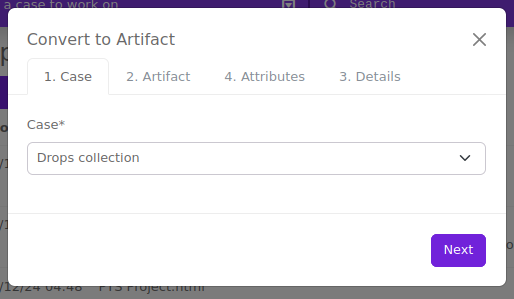 a case to work on
Search
Convert to Artifact
1. Case
2. Artifact
4. Attributes
3. Details
Case*
Drops collection
Next
/12/24 04:48
FTS Project.html